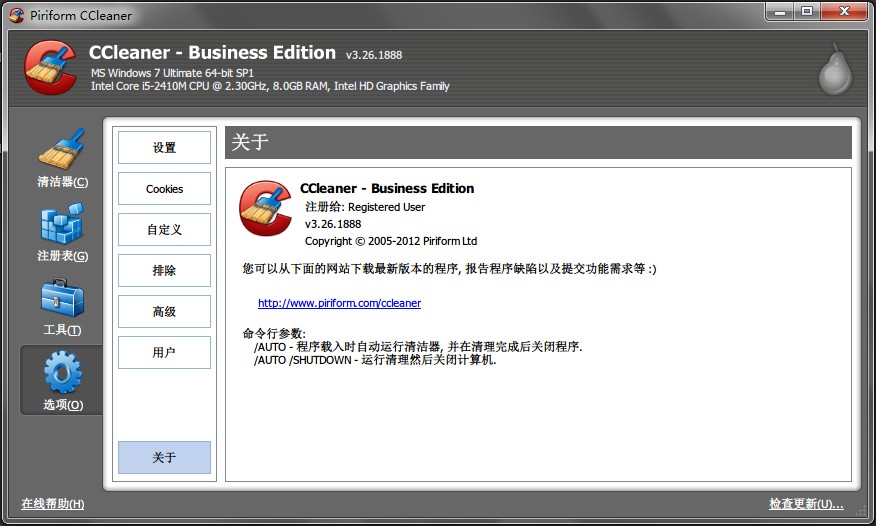 Piriform CCleaner
CCleaner - Business Edition v3.26.1888
MS Windows 7 Ultimate 64-bit SP1
Intel Core i5-2410M CPU @ 2.30GHz, 8.0GB RAM, Intel HD Graphics Family
清洁器(C)
注册表(G)
工具(T)
选项(O)
设置
Cookies
自定义
排除
高级
用户
关于
关于
CCleaner - Business Edition
注册给: Registered User
v3.26.1888
Copyright © 2005-2012 Piriform Ltd
您可以从下面的网站下载最新版本的程序, 报告程序缺陷以及提交功能需求等 :)
http://www.piriform.com/ccleaner
命令行参数:
/AUTO - 程序载入时自动运行清洁器, 并在清理完成后关闭程序.
/AUTO /SHUTDOWN - 运行清理然后关闭计算机.
在线帮助(H)
检查更新(U)...